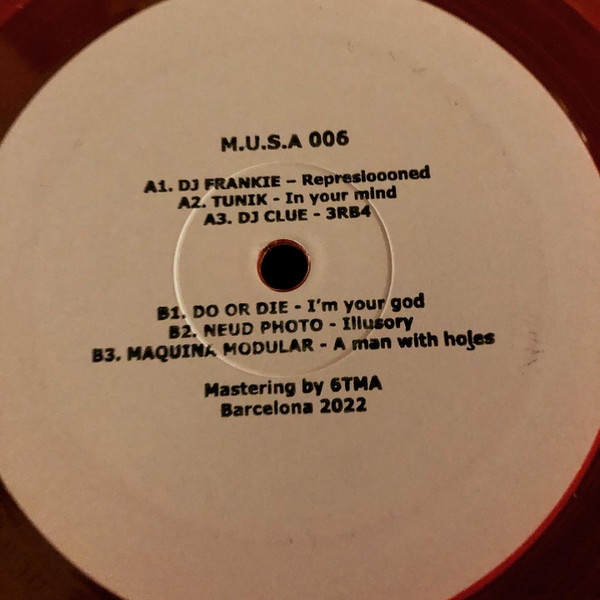 M.U.S.A 006
A1. DJ FRANKIE – Represloooned
A2. TUNIK - In your mind
A3. DJ CLUE - 3RB4
B1. DO OR DIE - I'm your god
B2. NEUD PHOTO - Illusory
B3. MAQUINA MODULAR - A man with holes
Mastering by 6TMA
Barcelona 2022